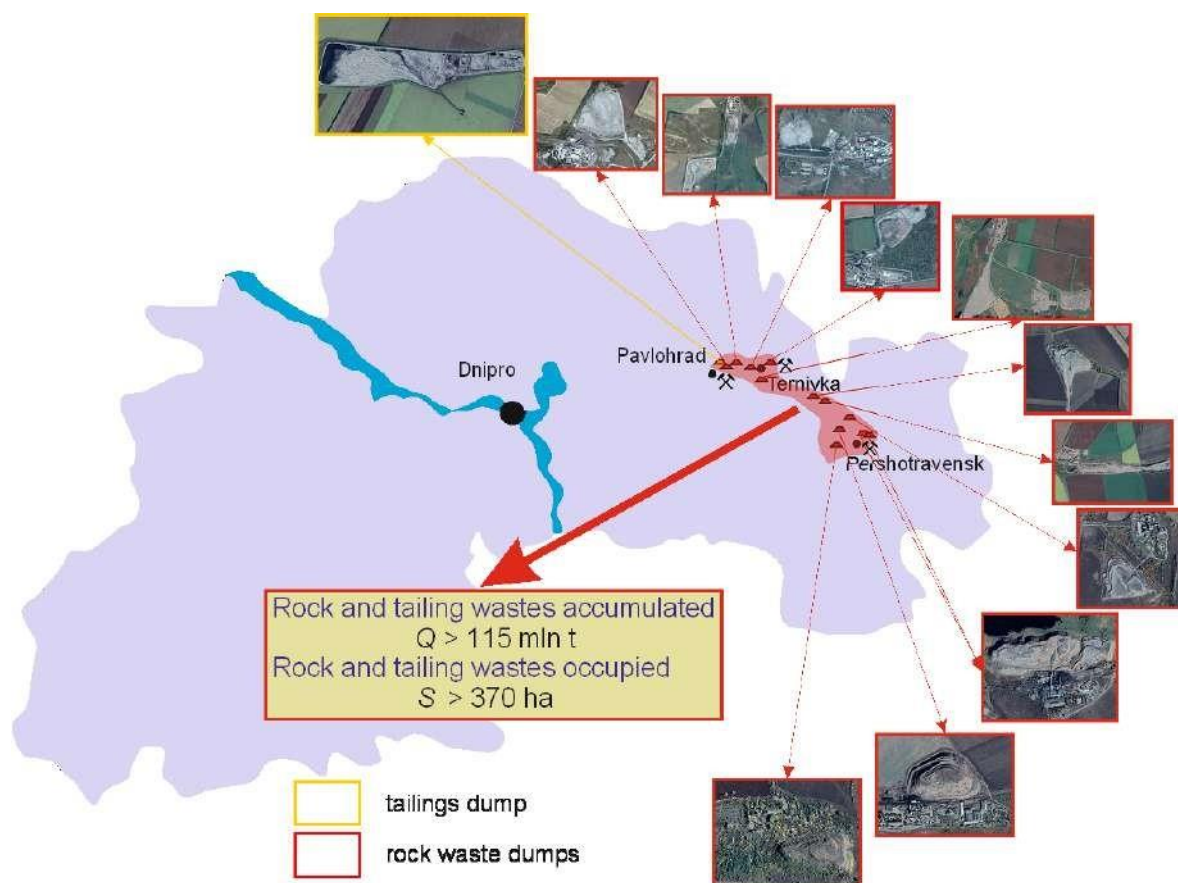 Pavlohrad
Dnipro
Ternivka
Pershotravensk
Rock and tailing wastes accumulated
Q > 115 mln t
Rock and tailing wastes occupied
S > 370 ha
tailings dump
rock waste dumps